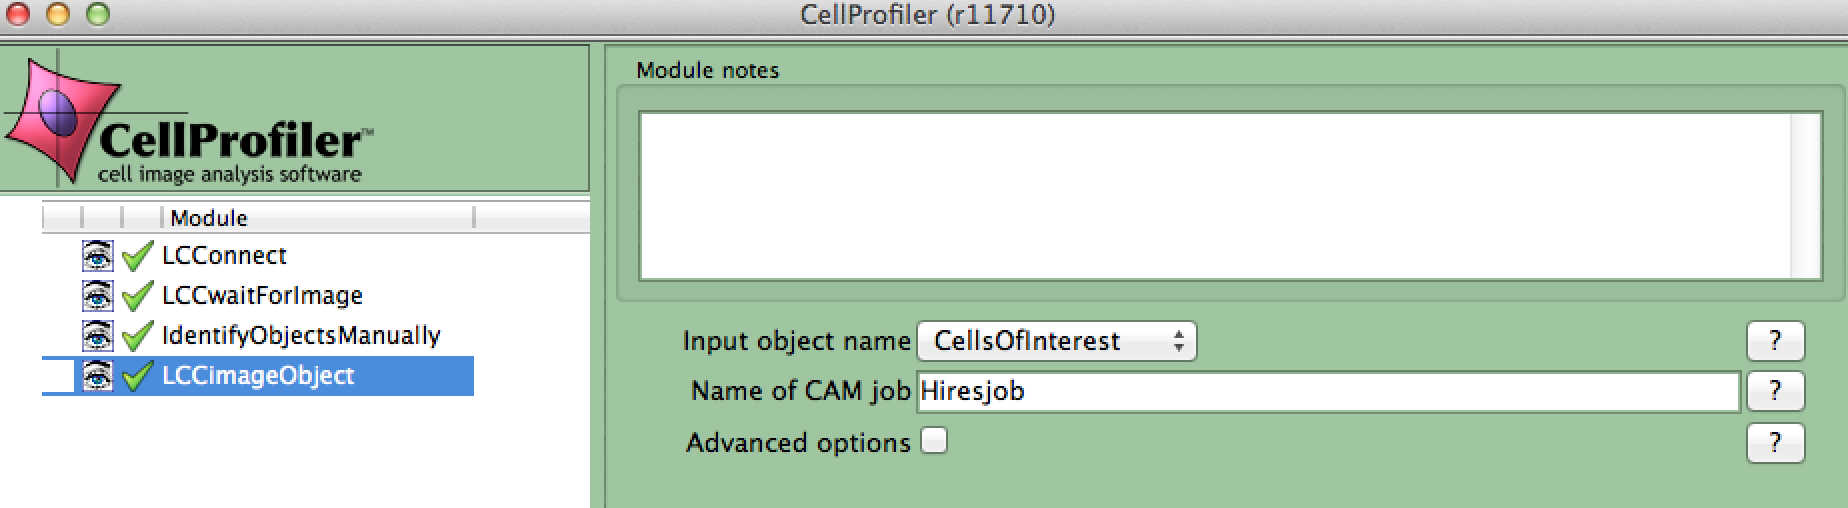 CellProfiler (r11710)
CellProfiler™
cell image analysis software
Module
LCConnect
LCCwaitForImage
IdentifyObjectsManually
LCCimageObject
Module notes
Input object name CellsOfInterest ?
Name of CAM job Hiresjob ?
Advanced options ?